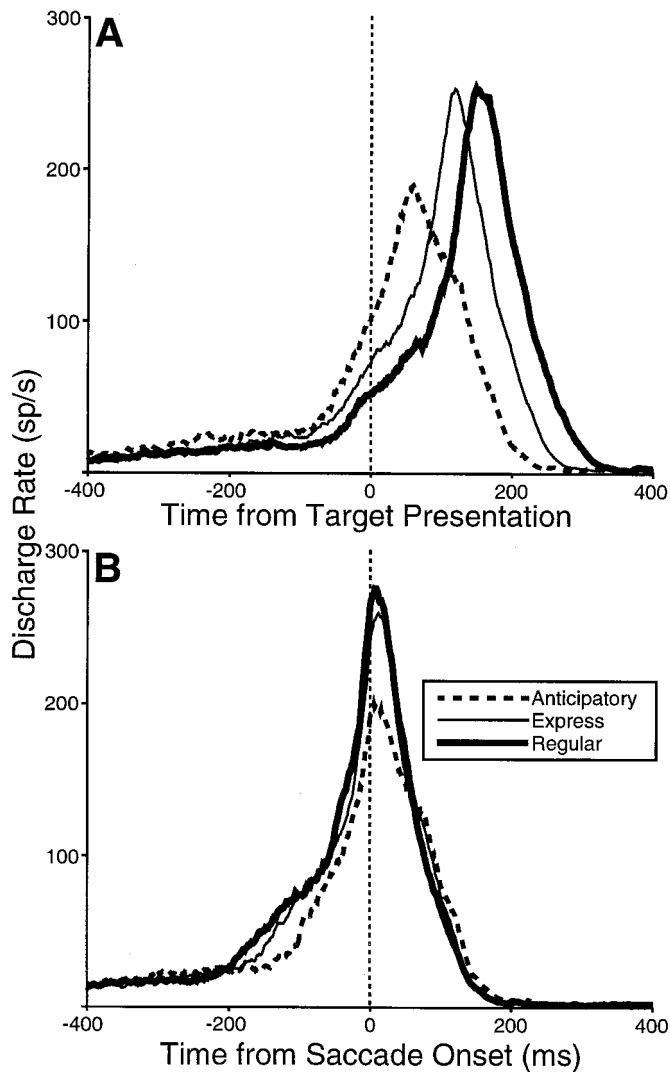 A
300
200
100
-400 -200 0 200 400
Time from Target Presentation
Discharge Rate (sp/s)
B
300
200
100
Anticipatory
Express
Regular
-400 -200 0 200 400
Time from Saccade Onset (ms)